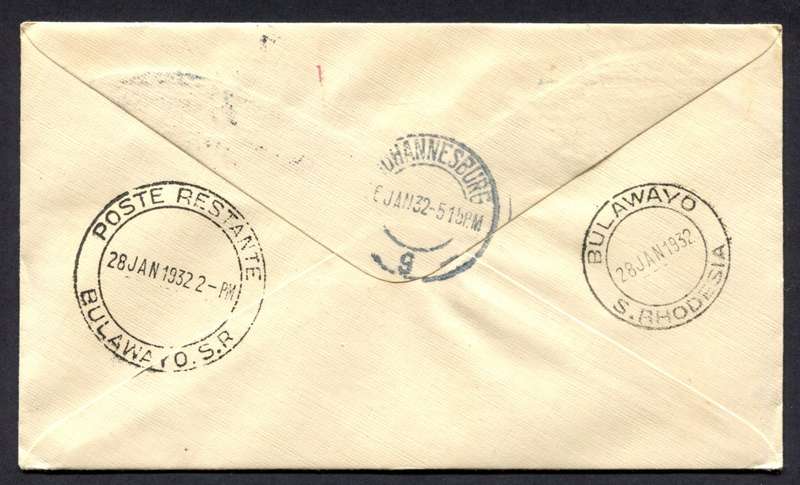 POSTE RESTANTE
28 JAN 1932 2 - PM
BULAWAYO. S.R
JOHANNESBURG
JAN 32 - 5 15 PM
9
BULAWAYO
28 JAN 1932
S. RHODESIA